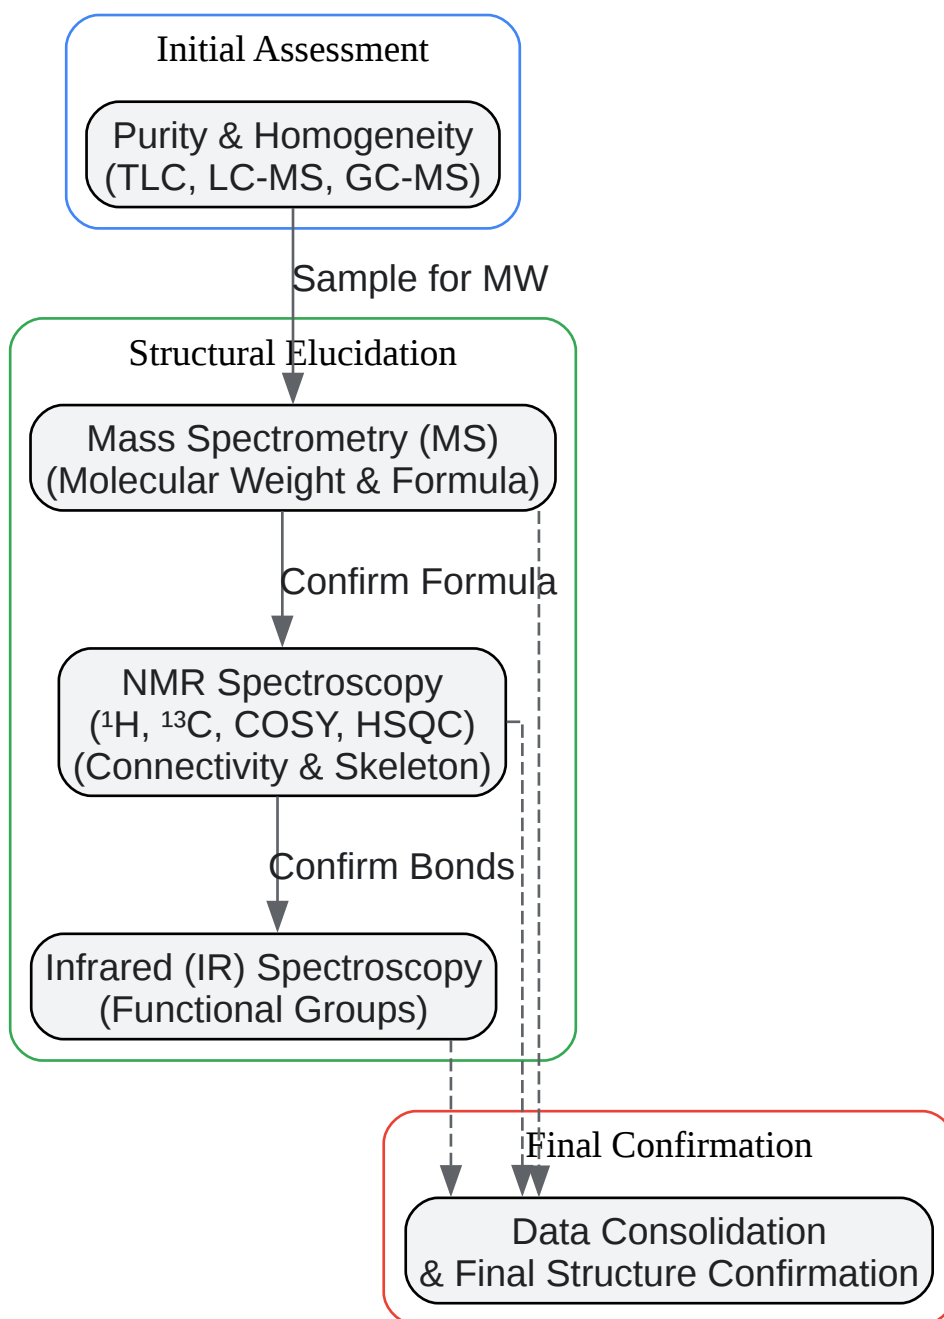 Initial Assessment
Purity & Homogeneity
(TLC, LC-MS, GC-MS)
Sample for MW
Structural Elucidation
Mass Spectrometry (MS)
(Molecular Weight & Formula)
Confirm Formula
NMR Spectroscopy
(¹H, ¹³C, COSY, HSQC)
(Connectivity & Skeleton)
Confirm Bonds
Infrared (IR) Spectroscopy
(Functional Groups)
Final Confirmation
Data Consolidation
& Final Structure Confirmation